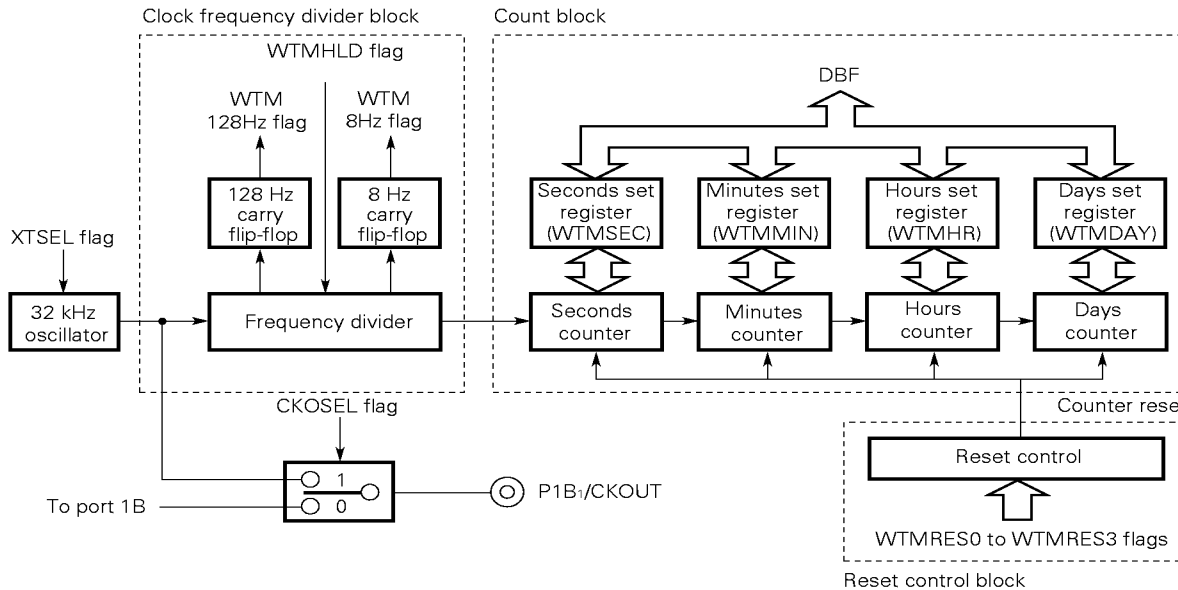 Clock frequency divider block
Count block
WTMHLD flag
DBF
WTM
128Hz flag
WTM
8Hz flag
128 Hz
carry
flip-flop
8 Hz
carry
flip-flop
Seconds set
register
(WTMSEC)
Minutes set
register
(WTMMIN)
Hours set
register
(WTMHR)
Days set
register
(WTMDAY)
XTSEL flag
32 kHz
oscillator
Frequency divider
Seconds
counter
Minutes
counter
Hours
counter
Days
counter
CKOSEL flag
Counter rese
1
0
To port 1B
P1B₁/CKOUT
Reset control
WTMRES0 to WTMRES3 flags
Reset control block